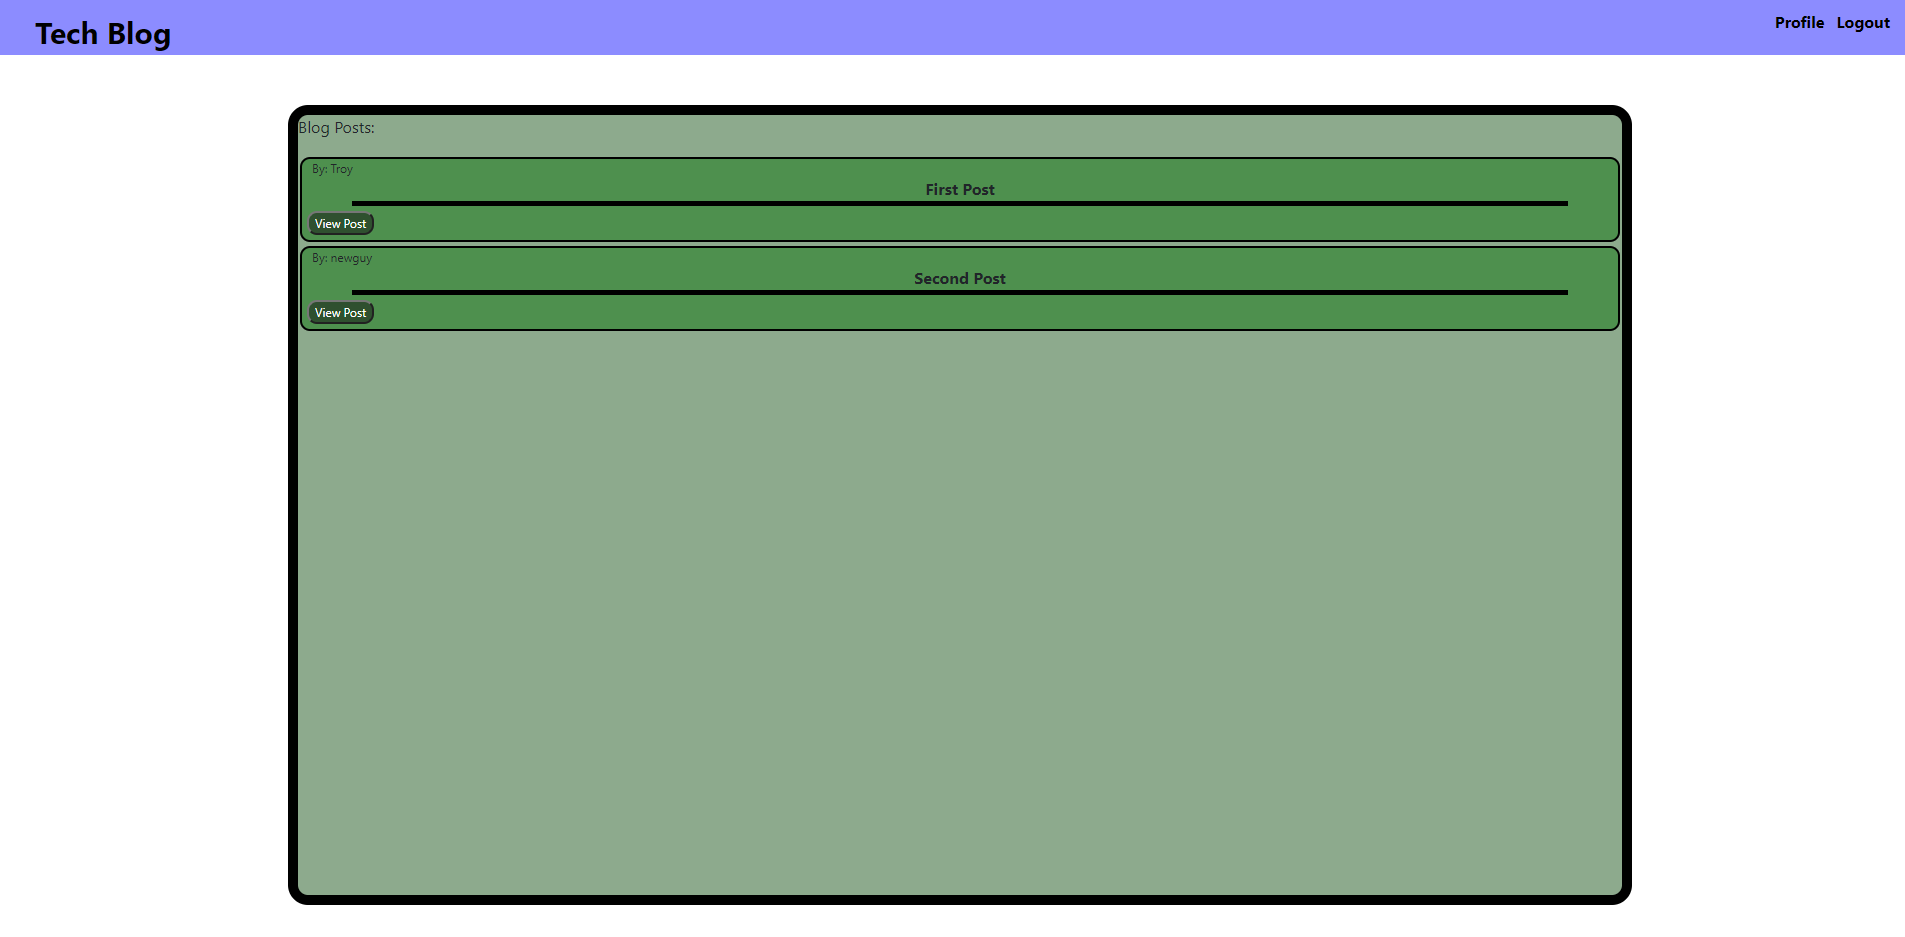 Tech Blog
Profile Logout
Blog Posts:
By: Troy
First Post
View Post
By: newguy
Second Post
View Post